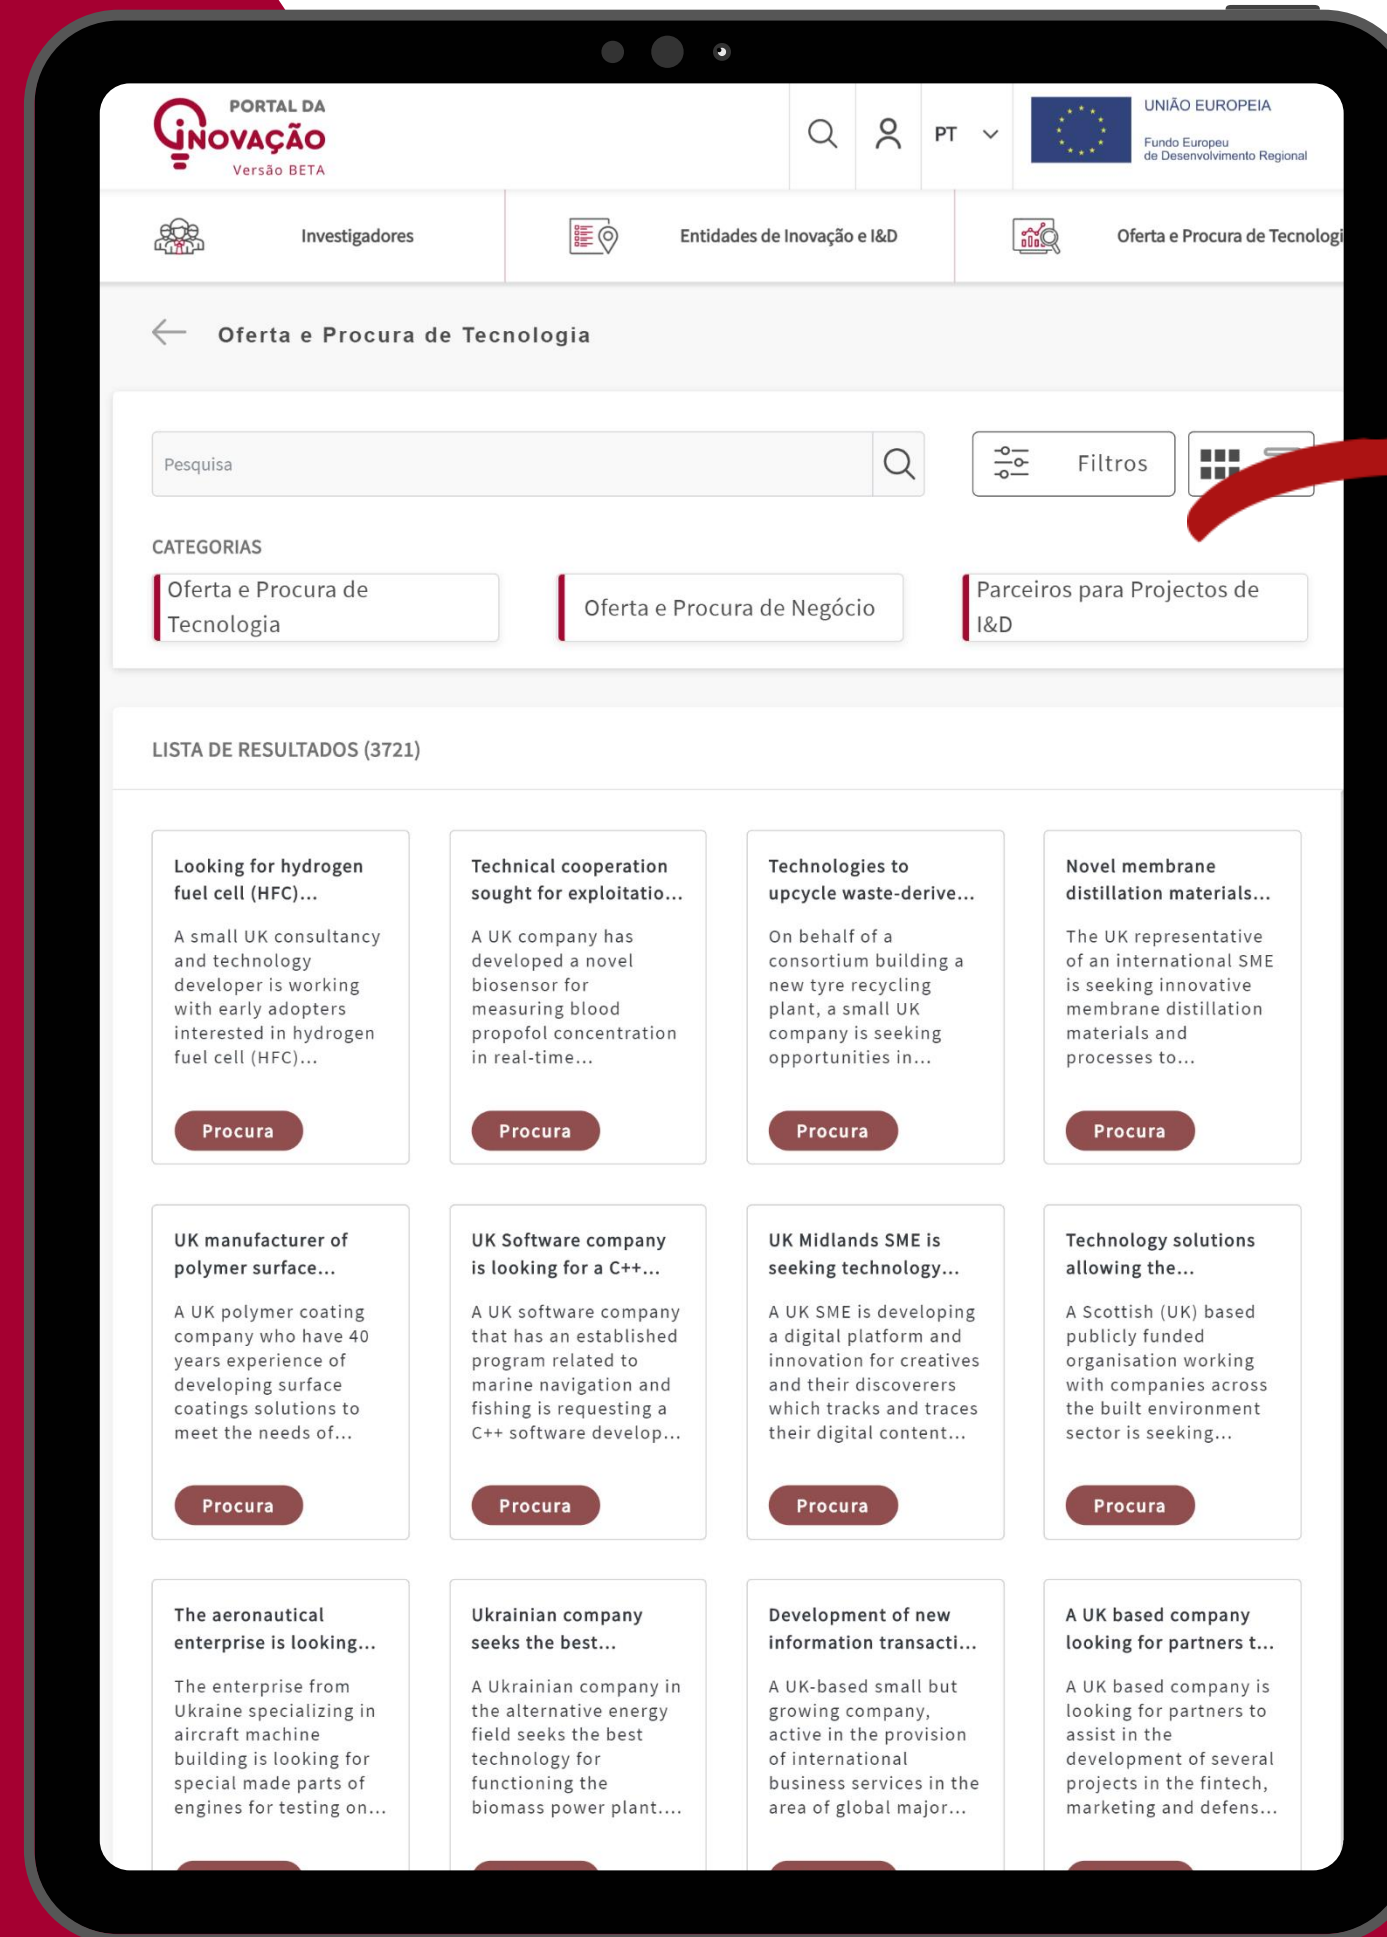 PORTAL DA
INOVAÇÃO
Versão BETA
PT
UNIÃO EUROPEIA
Fundo Europeu
de Desenvolvimento Regional
Investigadores
Entidades de Inovação e I&D
Oferta e Procura de Tecnologi
Oferta e Procura de Tecnologia
Pesquisa
Filtros
CATEGORIAS
Oferta e Procura de
Tecnologia
Oferta e Procura de Negócio
Parceiros para Projectos de
I&D
LISTA DE RESULTADOS (3721)
Looking for hydrogen
fuel cell (HFC)...
A small UK consultancy
and technology
developer is working
with early adopters
interested in hydrogen
fuel cell (HFC)...
Procura
Technical cooperation
sought for exploitatio...
A UK company has
developed a novel
biosensor for
measuring blood
propofol concentration
in real-time...
Procura
Technologies to
upcycle waste-derive...
On behalf of a
consortium building a
new tyre recycling
plant, a small UK
company is seeking
opportunities in...
Procura
Novel membrane
distillation materials...
The UK representative
of an international SME
is seeking innovative
membrane distillation
materials and
processes to...
Procura
UK manufacturer of
polymer surface...
A UK polymer coating
company who have 40
years experience of
developing surface
coatings solutions to
meet the needs of...
Procura
UK Software company
is looking for a C++...
A UK software company
that has an established
program related to
marine navigation and
fishing is requesting a
C++ software develop...
Procura
UK Midlands SME is
seeking technology...
A UK SME is developing
a digital platform and
innovation for creatives
and their discoverers
which tracks and traces
their digital content...
Procura
Technology solutions
allowing the...
A Scottish (UK) based
publicly funded
organisation working
with companies across
the built environment
sector is seeking...
Procura
The aeronautical
enterprise is looking...
The enterprise from
Ukraine specializing in
aircraft machine
building is looking for
special made parts of
engines for testing on...
Ukrainian company
seeks the best...
A Ukrainian company in
the alternative energy
field seeks the best
technology for
functioning the
biomass power plant....
Development of new
information transacti...
A UK-based small but
growing company,
active in the provision
of international
business services in the
area of global major...
A UK based company
looking for partners t...
A UK based company is
looking for partners to
assist in the
development of several
projects in the fintech,
marketing and defens...